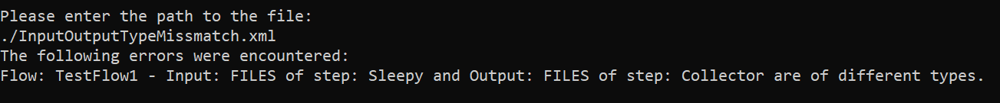 Please enter the path to the file:
./InputOutputTypeMissmatch.xml
The following errors were encountered:
Flow: TestFlow1 - Input: FILES of step: Sleepy and Output: FILES of step: Collector are of different types.